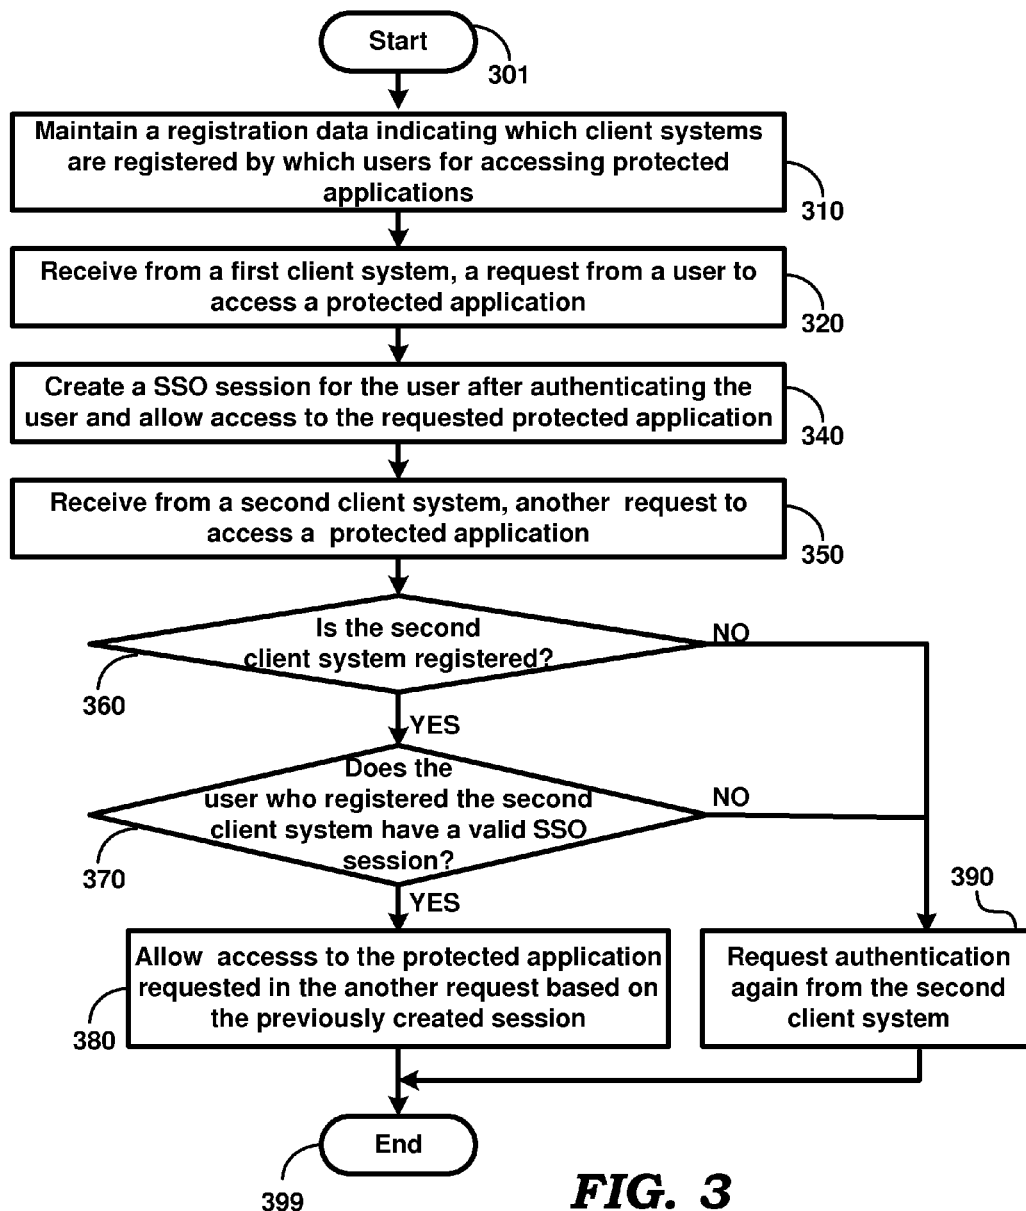 Start
301
Maintain a registration data indicating which client systems
are registered by which users for accessing protected
applications
310
Receive from a first client system, a request from a user to
access a protected application
320
Create a SSO session for the user after authenticating the
user and allow access to the requested protected application
340
Receive from a second client system, another request to
access a protected application
350
Is the second
client system registered?
NO
360
YES
Does the
user who registered the second
client system have a valid SSO
session?
NO
370
YES
390
Allow accesss to the protected application
requested in the another request based on
the previously created session
380
Request authentication
again from the second
client system
End
399
FIG. 3